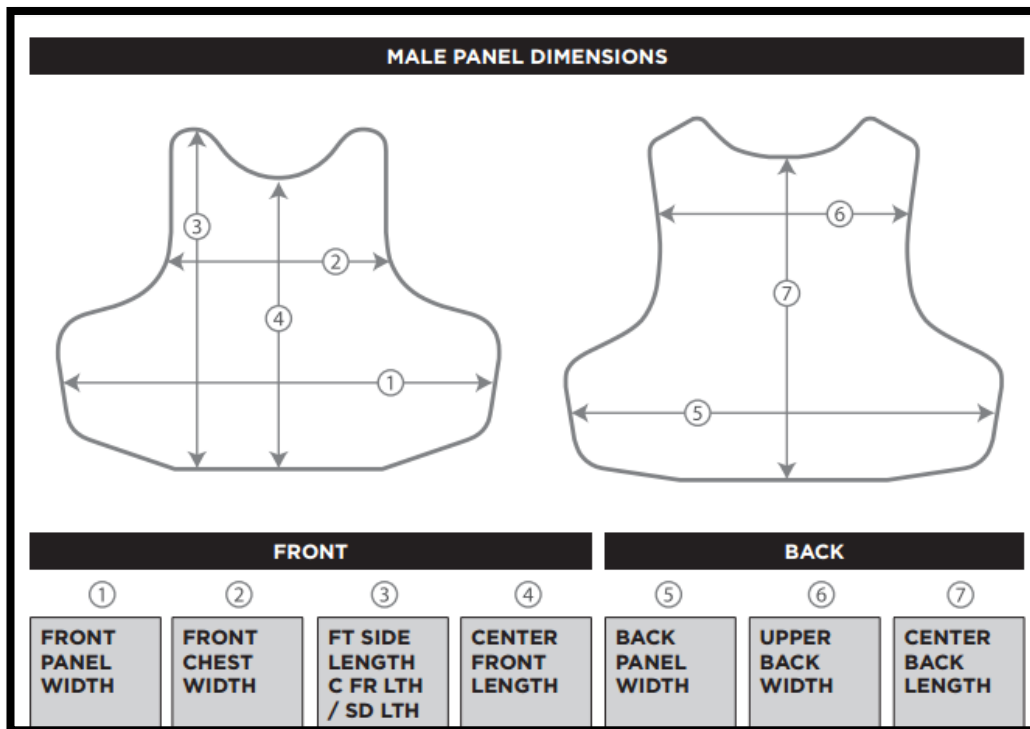 MALE PANEL DIMENSIONS
3
2
4
1
6
7
5
FRONT
BACK
1
2
3
4
5
6
7
FRONT
PANEL
WIDTH
FRONT
CHEST
WIDTH
FT SIDE
LENGTH
C FR LTH
/ SD LTH
CENTER
FRONT
LENGTH
BACK
PANEL
WIDTH
UPPER
BACK
WIDTH
CENTER
BACK
LENGTH